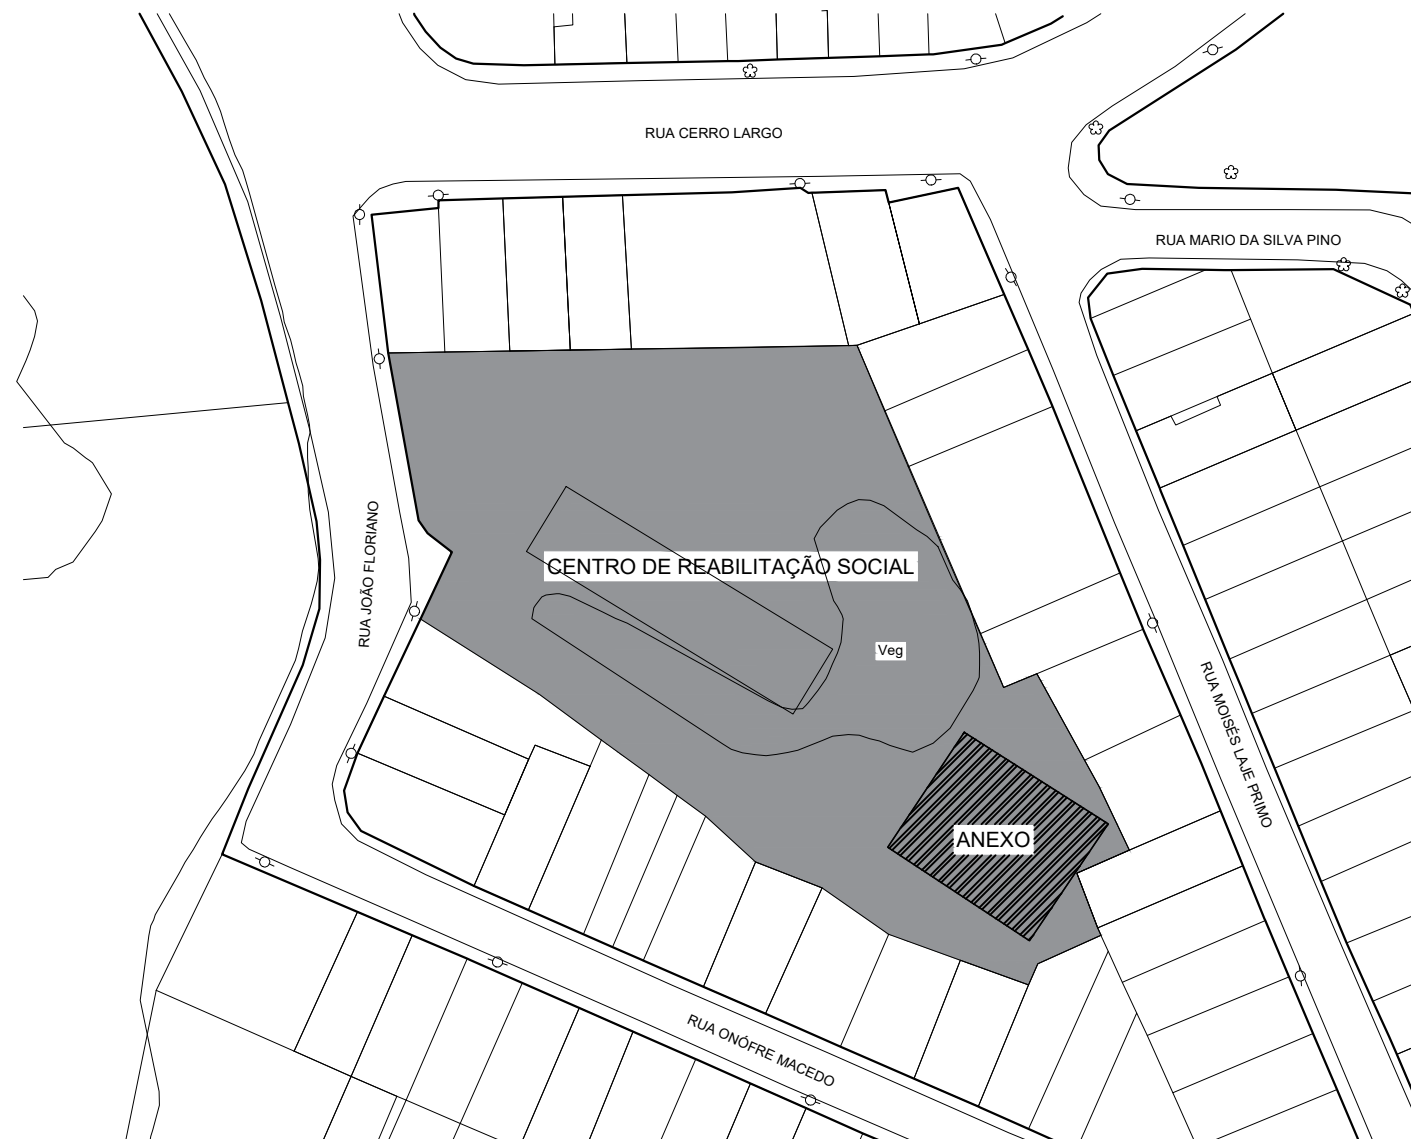 RUA CERRO LARGO
RUA MARIO DA SILVA PINO
RUA JOÃO FLORIANO
CENTRO DE REABILITAÇÃO SOCIAL
Veg
RUA MOISÉS LAJE PRIMO
ANEXO
RUA ONÓFRE MACEDO